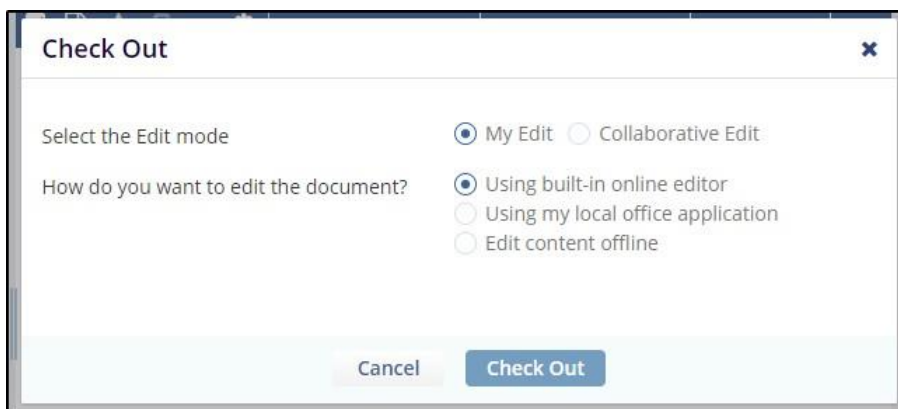 Check Out
Select the Edit mode
My Edit Collaborative Edit
How do you want to edit the document?
Using built-in online editor
Using my local office application
Edit content offline
Cancel Check Out